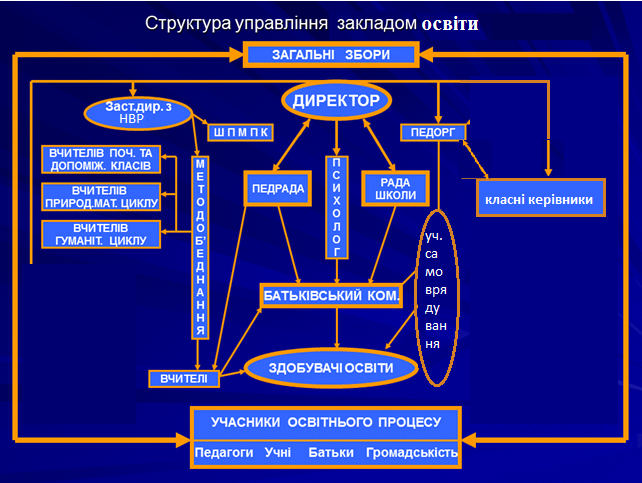 Структура управління закладом освіти
ЗАГАЛЬНІ ЗБОРИ
Заст.дир. з
НВР
ДИРЕКТОР
Ш П М П К
ПЕДОРГ
ВЧИТЕЛІВ ПОЧ. ТА
ДОПОМІЖ. КЛАСІВ
ВЧИТЕЛІВ
ПРИРОД.МАТ. ЦИКЛУ
ВЧИТЕЛІВ
ГУМАНІТ. ЦИКЛУ
М
Е
Т
О
Д
О
Б'
Є
Д
Н
А
Н
Н
Я
ПЕДРАДА
П
С
И
Х
О
Л
О
Г
РАДА
ШКОЛИ
класні керівники
уч.
са
мо
вря
ду
ван
ня
БАТЬКІВСЬКИЙ КОМ.
ВЧИТЕЛІ
ЗДОБУВАЧІ ОСВІТИ
УЧАСНИКИ ОСВІТНЬОГО ПРОЦЕСУ
Педагоги Учні Батьки Громадськість